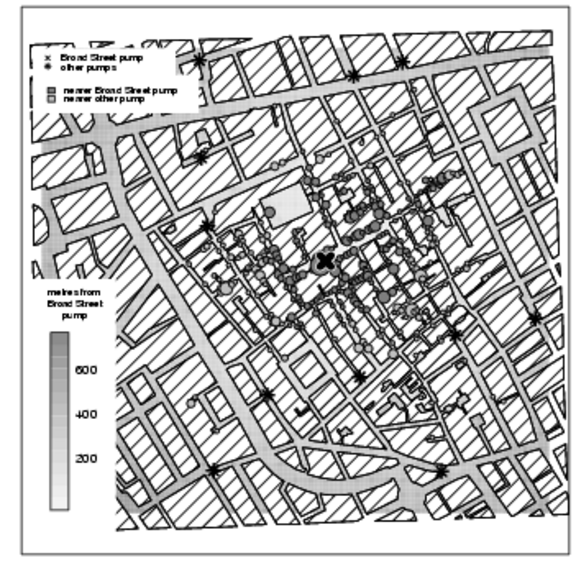 Broad Street pump
other pumps
nearer Broad Street pump
nearer other pump
metres from
Broad Street
pump
600
400
200